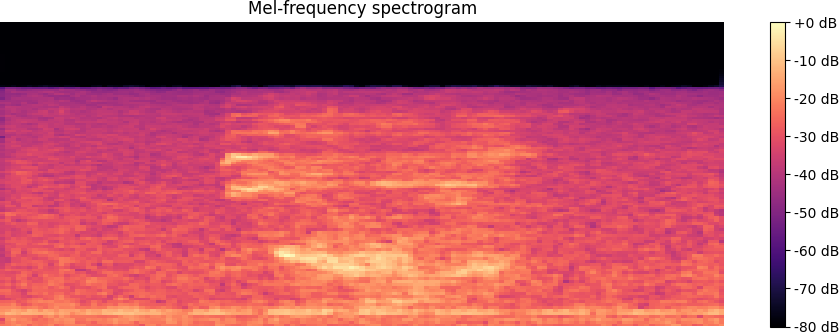 Mel-frequency spectrogram
+0 dB
-10 dB
-20 dB
-30 dB
-40 dB
-50 dB
-60 dB
-70 dB
-80 dB